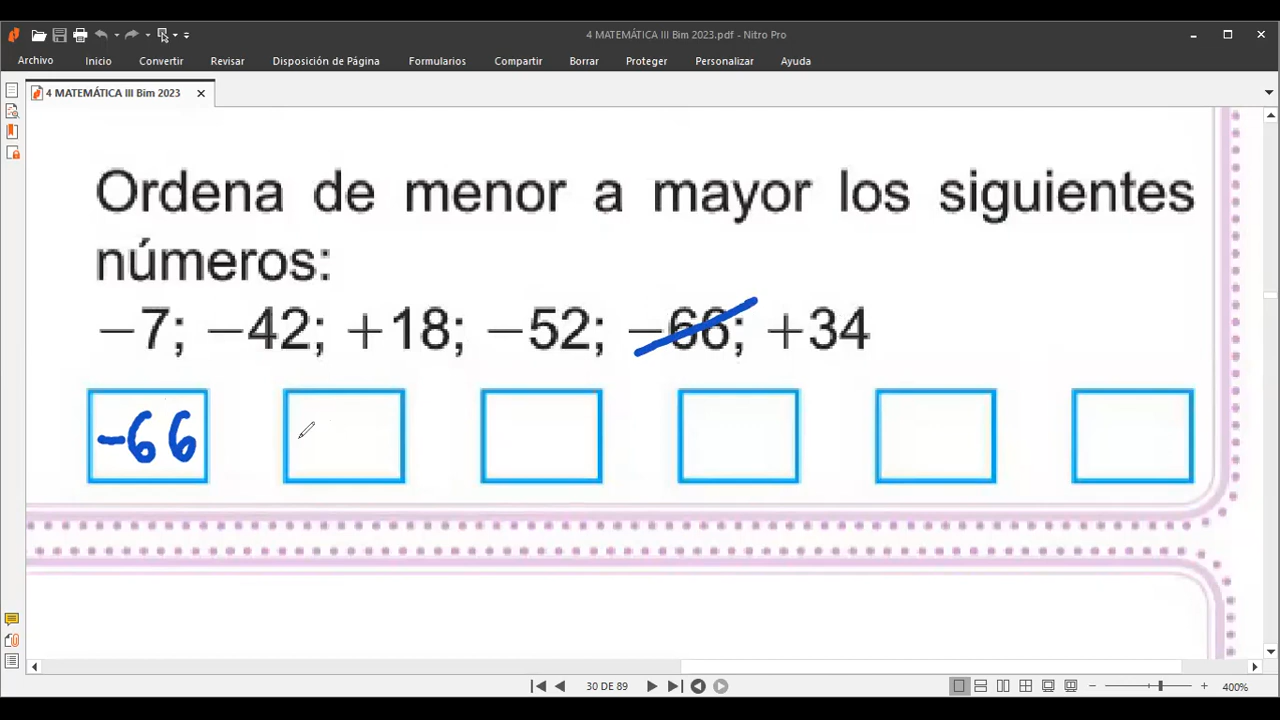 4 MATEMÁTICA III Bim 2023.pdf - Nitro Pro
Archivo Inicio Convertir Revisar Disposición de Página Formularios Compartir Borrar Proteger Personalizar Ayuda
4 MATEMÁTICA III Bim 2023
Ordena de menor a mayor los siguientes
números:
−7; −42; +18; −52; −66; +34
-66
30 DE 89
400%